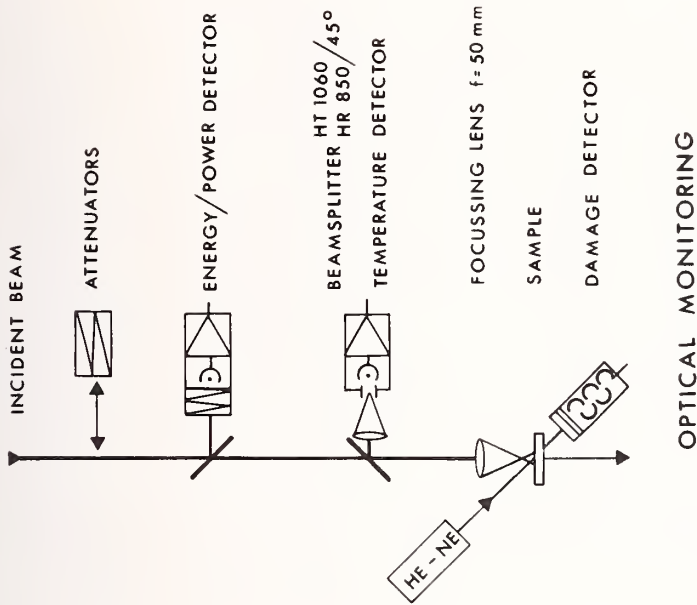 INCIDENT BEAM
ATTENUATORS
ENERGY/POWER DETECTOR
BEAMSPLITTER HT 1060/45°
HR 850/45°
TEMPERATURE DETECTOR
FOCUSSING LENS f = 50 mm
SAMPLE
DAMAGE DETECTOR
HE - NE
OPTICAL MONITORING